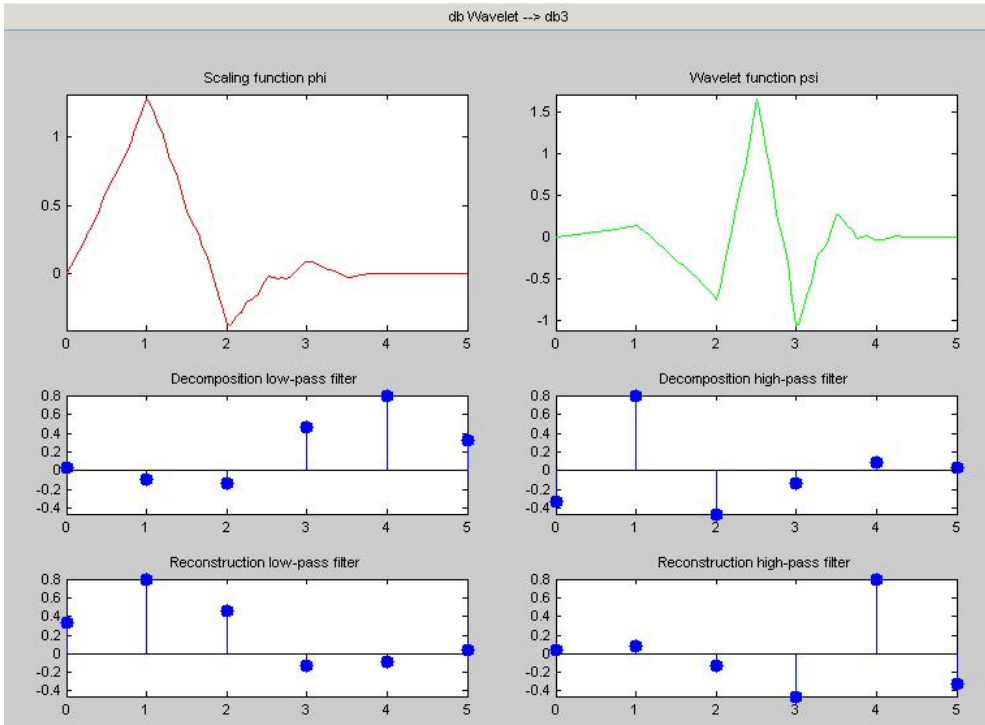 db Wavelet --> db3
Scaling function phi
1
0.5
0
0 1 2 3 4 5
Wavelet function psi
1.5
1
0.5
0
-0.5
-1
0 1 2 3 4 5
Decomposition low-pass filter
0.8
0.6
0.4
0.2
0
-0.2
-0.4
0 1 2 3 4 5
Decomposition high-pass filter
0.8
0.6
0.4
0.2
0
-0.2
-0.4
0 1 2 3 4 5
Reconstruction low-pass filter
0.8
0.6
0.4
0.2
0
-0.2
-0.4
0 1 2 3 4 5
Reconstruction high-pass filter
0.8
0.6
0.4
0.2
0
-0.2
-0.4
0 1 2 3 4 5